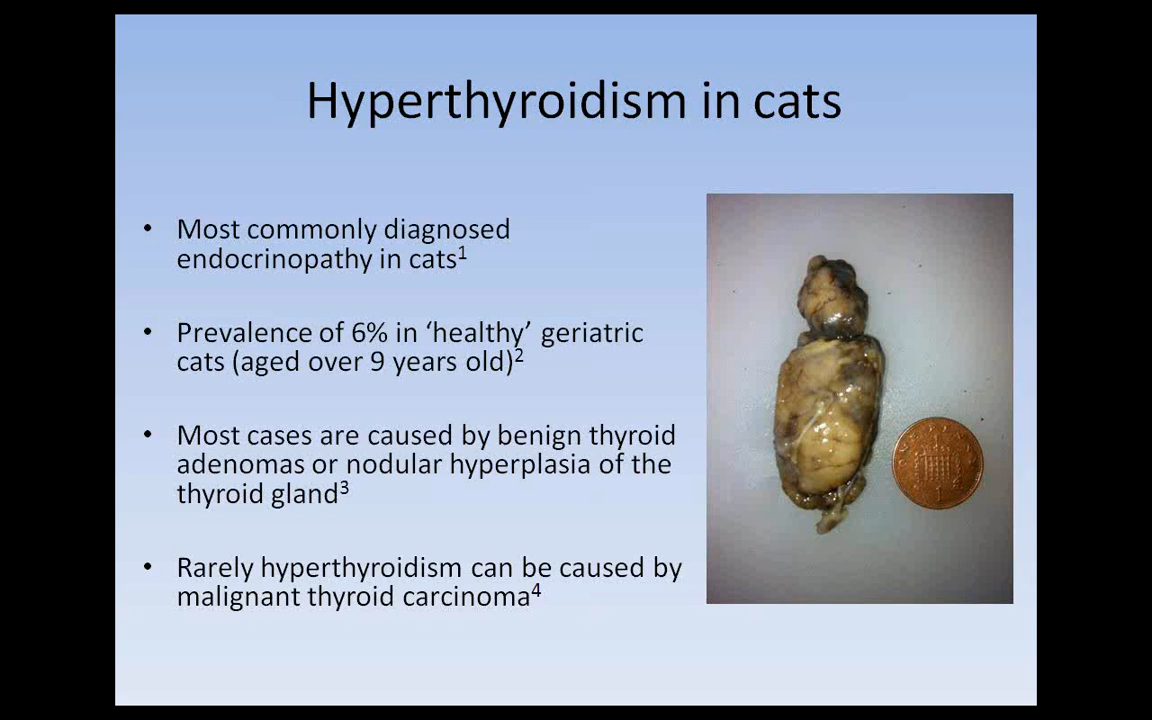 Hyperthyroidism in cats
• Most commonly diagnosed
endocrinopathy in cats¹
• Prevalence of 6% in ‘healthy’ geriatric
cats (aged over 9 years old)²
• Most cases are caused by benign thyroid
adenomas or nodular hyperplasia of the
thyroid gland³
• Rarely hyperthyroidism can be caused by
malignant thyroid carcinoma⁴